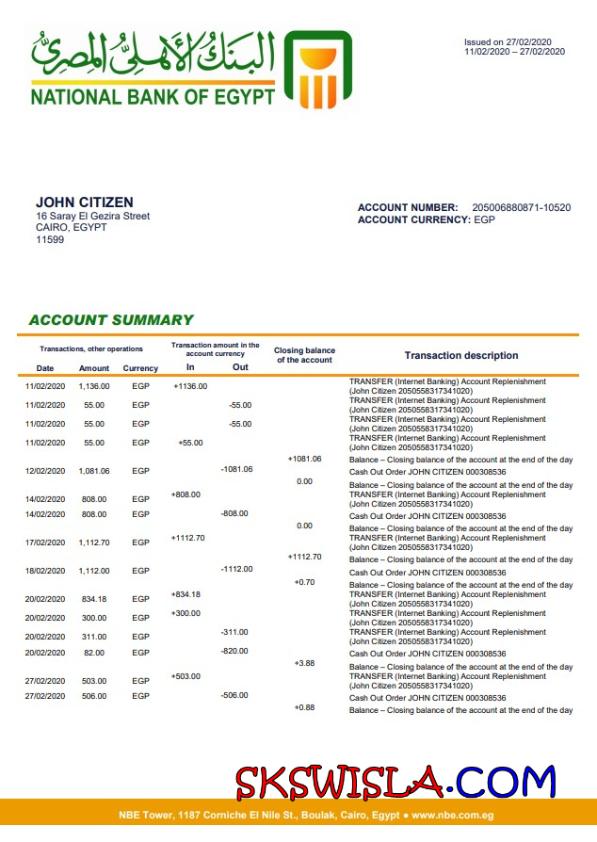 البنك الأهلي المصري
NATIONAL BANK OF EGYPT
Issued on 27/02/2020
11/02/2020 – 27/02/2020
JOHN CITIZEN
16 Saray El Gezira Street
CAIRO, EGYPT
11599
ACCOUNT NUMBER: 205006880871-10520
ACCOUNT CURRENCY: EGP
ACCOUNT SUMMARY
Transactions, other operations
Transaction amount in the account currency
Closing balance of the account
Transaction description
Date Amount Currency In Out
11/02/2020 1,136.00 EGP +1136.00 TRANSFER (Internet Banking) Account Replenishment
(John Citizen 2050558317341020)
11/02/2020 55.00 EGP -55.00 TRANSFER (Internet Banking) Account Replenishment
(John Citizen 2050558317341020)
11/02/2020 55.00 EGP -55.00 TRANSFER (Internet Banking) Account Replenishment
(John Citizen 2050558317341020)
11/02/2020 55.00 EGP +55.00 TRANSFER (Internet Banking) Account Replenishment
(John Citizen 2050558317341020)
+1081.06 Balance – Closing balance of the account at the end of the day
12/02/2020 1,081.06 EGP -1081.06 Cash Out Order JOHN CITIZEN 000308536
0.00 Balance – Closing balance of the account at the end of the day
14/02/2020 808.00 EGP +808.00 TRANSFER (Internet Banking) Account Replenishment
(John Citizen 2050558317341020)
14/02/2020 808.00 EGP -808.00 Cash Out Order JOHN CITIZEN 000308536
0.00 Balance – Closing balance of the account at the end of the day
17/02/2020 1,112.70 EGP +1112.70 TRANSFER (Internet Banking) Account Replenishment
(John Citizen 2050558317341020)
+1112.70 Balance – Closing balance of the account at the end of the day
18/02/2020 1,112.00 EGP -1112.00 Cash Out Order JOHN CITIZEN 000308536
+0.70 Balance – Closing balance of the account at the end of the day
20/02/2020 834.18 EGP +834.18 TRANSFER (Internet Banking) Account Replenishment
(John Citizen 2050558317341020)
20/02/2020 300.00 EGP +300.00 TRANSFER (Internet Banking) Account Replenishment
(John Citizen 2050558317341020)
20/02/2020 311.00 EGP -311.00 TRANSFER (Internet Banking) Account Replenishment
(John Citizen 2050558317341020)
20/02/2020 82.00 EGP -820.00 Cash Out Order JOHN CITIZEN 000308536
+3.88 Balance – Closing balance of the account at the end of the day
27/02/2020 503.00 EGP +503.00 TRANSFER (Internet Banking) Account Replenishment
(John Citizen 2050558317341020)
27/02/2020 506.00 EGP -506.00 Cash Out Order JOHN CITIZEN 000308536
+0.88 Balance – Closing balance of the account at the end of the day
SKSWISLA.COM
NBE Tower, 1187 Corniche El Nile St., Boulak, Cairo, Egypt ● www.nbe.com.eg